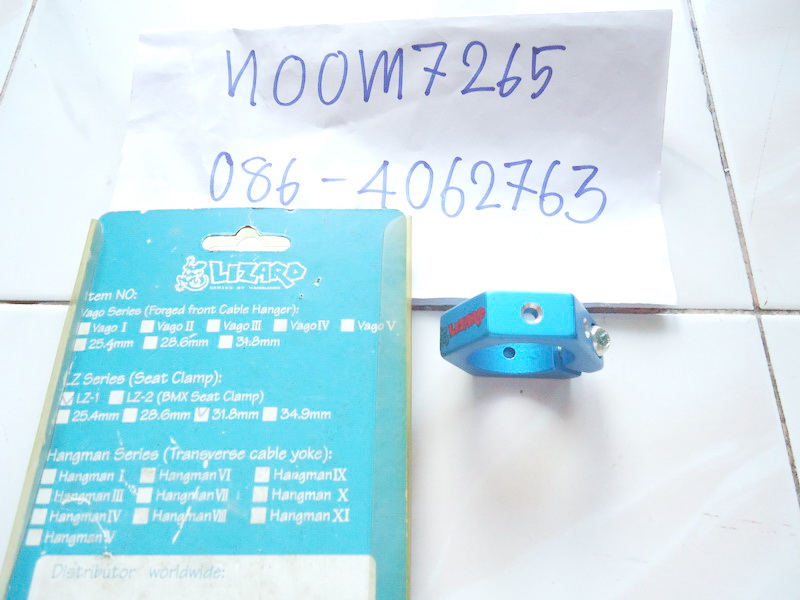 noom7265
086-4062763
LIZARD
Item NO:
Vago Series (Forged front Cable Hanger):
Vago I Vago II Vago III Vago IV Vago V
25.4mm 28.6mm 31.8mm
LZ Series (Seat Clamp):
LZ-1 LZ-2 (BMX Seat Clamp)
25.4mm 28.6mm 31.8mm 34.9mm
Hangman Series (Transverse cable yoke):
Hangman I Hangman VI Hangman IX
Hangman III Hangman VII Hangman X
Hangman IV Hangman VIII Hangman XI
Hangman V
Distributor worldwide:
Lizard